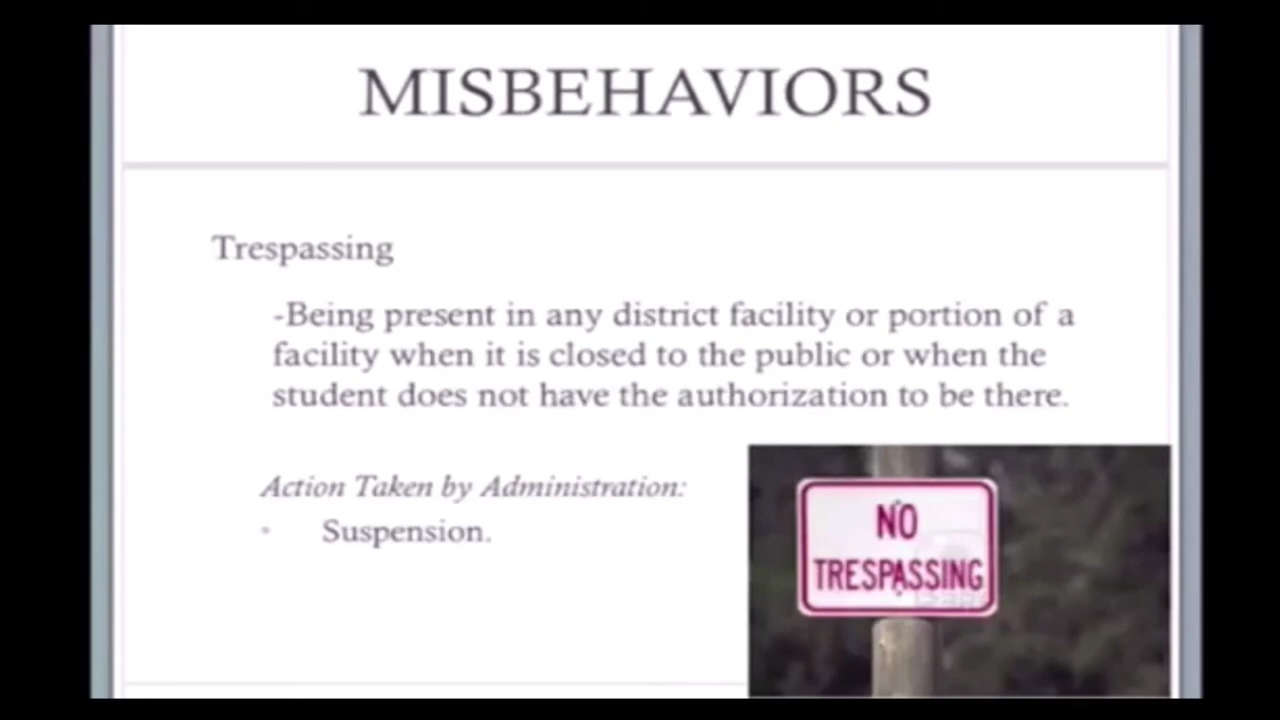 MISBEHAVIORS
Trespassing
-Being present in any district facility or portion of a
facility when it is closed to the public or when the
student does not have the authorization to be there.
Action Taken by Administration:
• Suspension.
NO
TRESPASSING